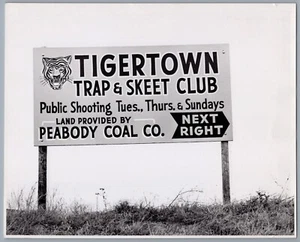 TIGERTOWN
TRAP & SKEET CLUB
Public Shooting Tues., Thurs. & Sundays
LAND PROVIDED BY
PEABODY COAL CO.
NEXT
RIGHT